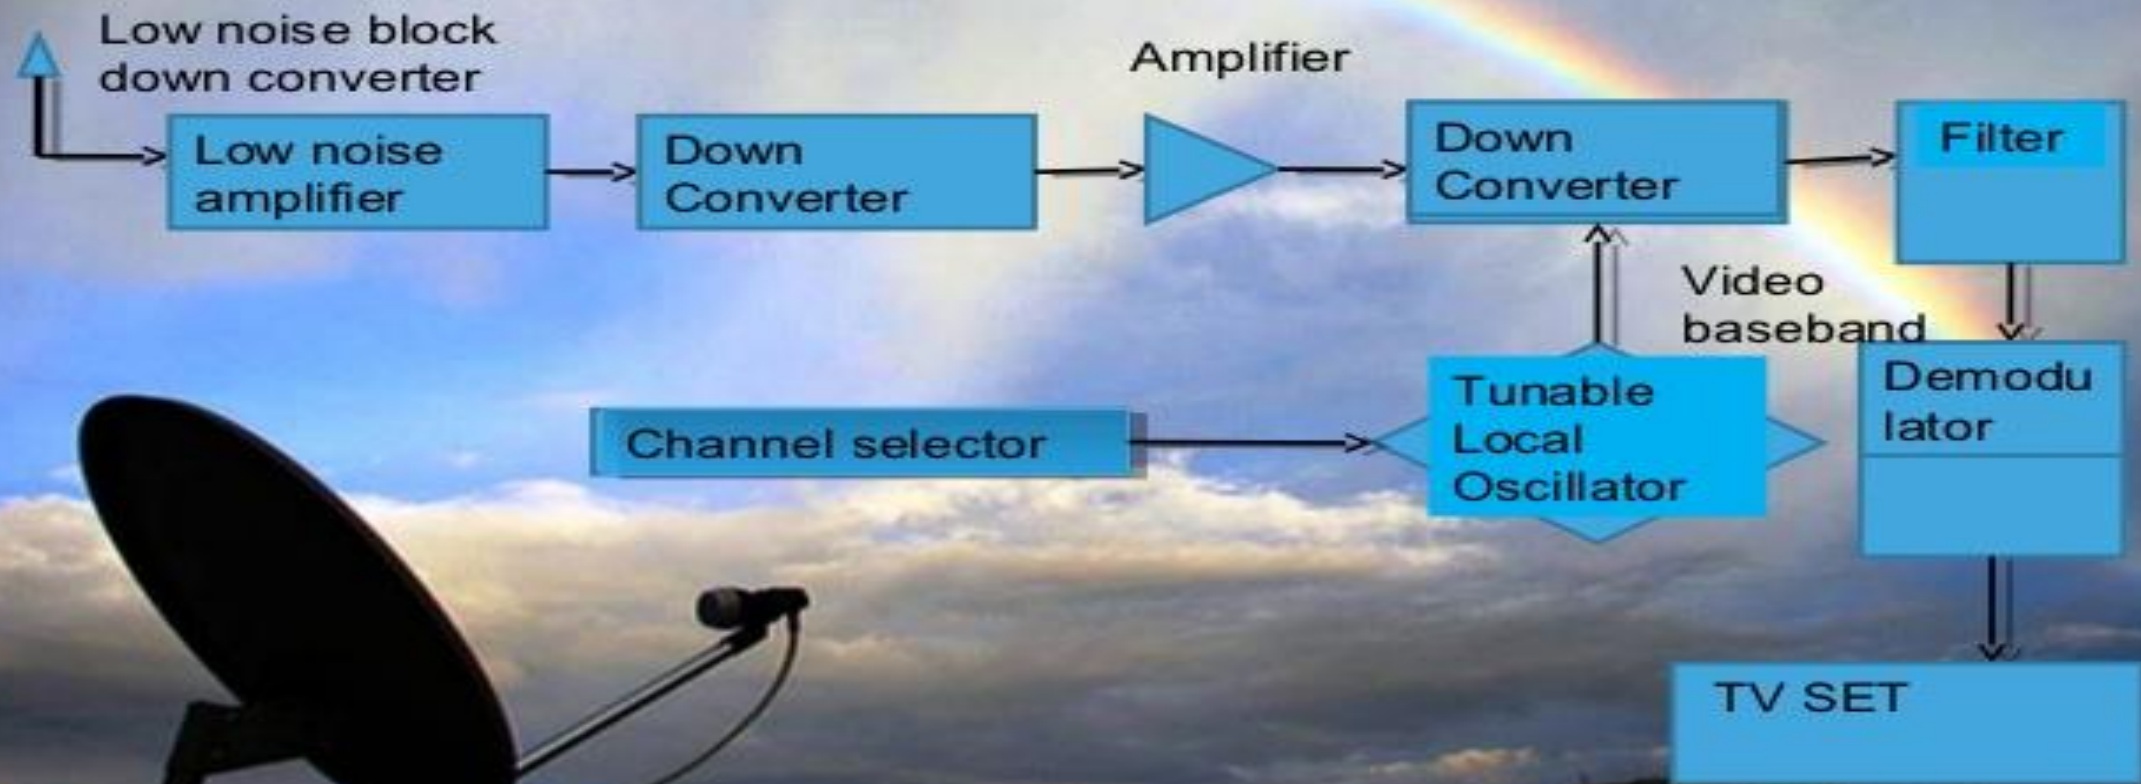 Low noise block
down converter
Low noise
amplifier
Down
Converter
Amplifier
Down
Converter
Filter
Video
baseband
Demodu
lator
Channel selector
Tunable
Local
Oscillator
TV SET